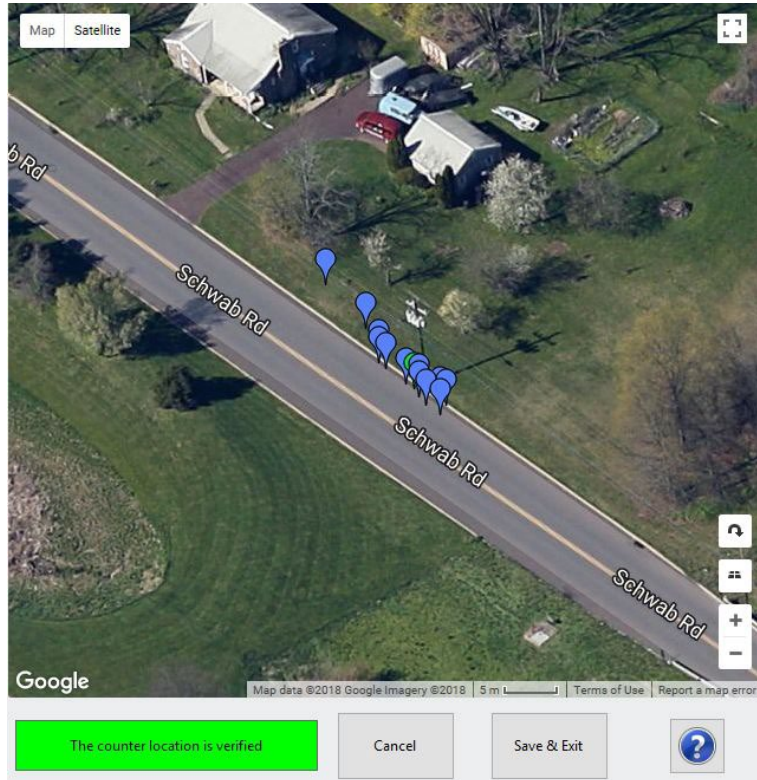 Map Satellite
b Rd
Schwab Rd
Schwab Rd
Schwab Rd
Google
Map data ©2018 Google Imagery ©2018 5 m Terms of Use Report a map error
The counter location is verified Cancel Save & Exit ?